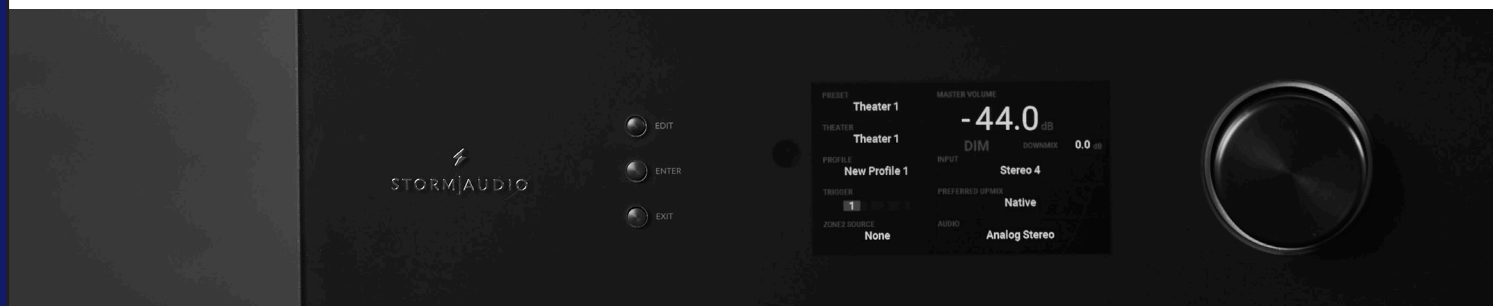 STORM|AUDIO
EDIT
ENTER
EXIT
PRESET
Theater 1
THEATER
Theater 1
PROFILE
New Profile 1
TRIGGER
1
ZONE2 SOURCE
None
MASTER VOLUME
-44.0 dB
DIM
DOWNMIX 0.0 dB
INPUT
Stereo 4
PREFERRED UPMIX
Native
AUDIO
Analog Stereo